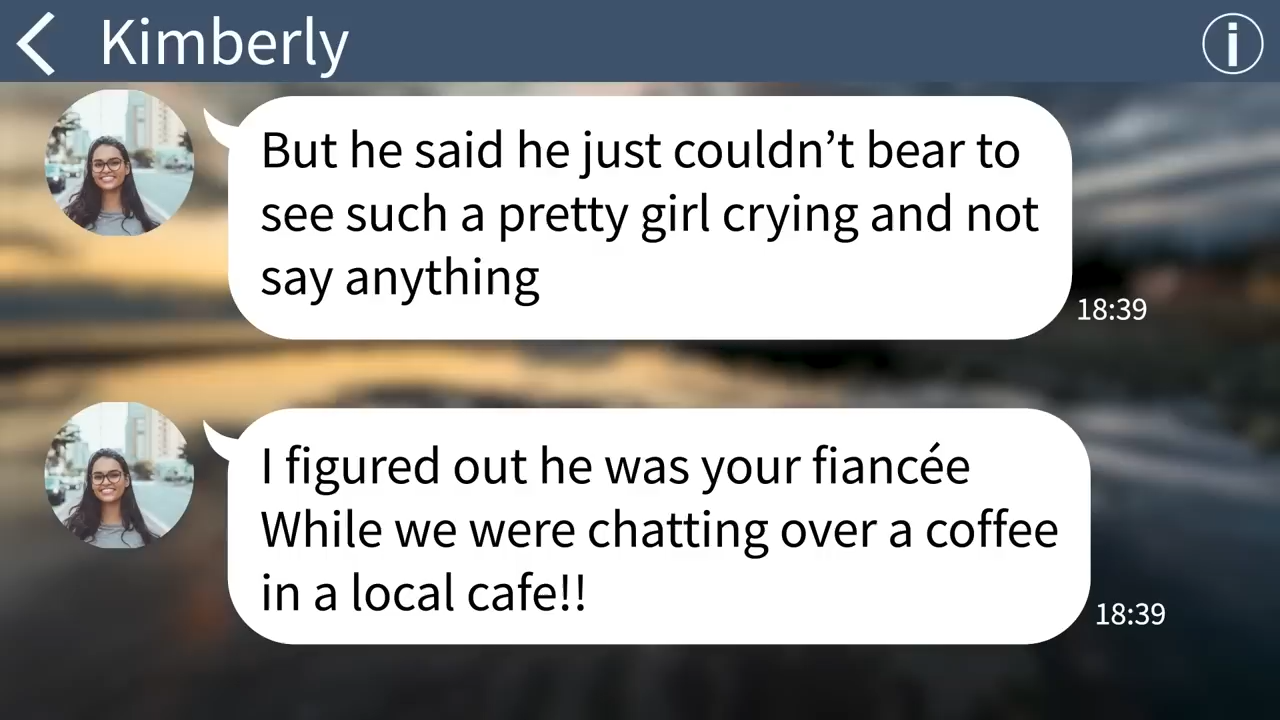 Kimberly
But he said he just couldn’t bear to
see such a pretty girl crying and not
say anything
18:39
I figured out he was your fiancée
While we were chatting over a coffee
in a local cafe!!
18:39